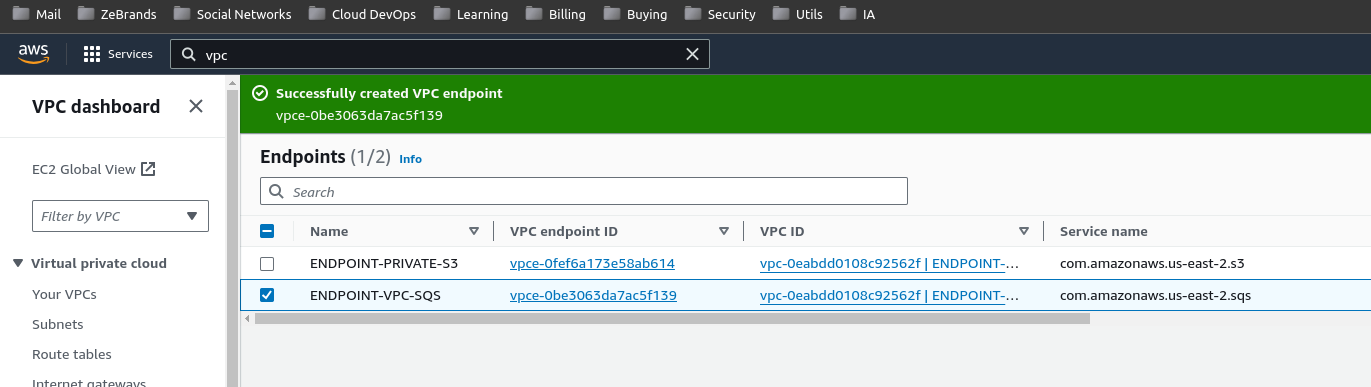 Mail ZeBrands Social Networks Cloud DevOps Learning Billing Buying Security Utils IA
aws Services vpc
VPC dashboard
EC2 Global View
Filter by VPC
Virtual private cloud
Your VPCs
Subnets
Route tables
Internet gateways
Successfully created VPC endpoint
vpce-0be3063da7ac5f139
Endpoints (1/2) Info
Search
Name VPC endpoint ID VPC ID Service name
ENDPOINT-PRIVATE-S3 vpce-0fef6a173e58ab614 vpc-0eabdd0108c92562f | ENDPOINT-... com.amazonaws.us-east-2.s3
ENDPOINT-VPC-SQS vpce-0be3063da7ac5f139 vpc-0eabdd0108c92562f | ENDPOINT-... com.amazonaws.us-east-2.sqs